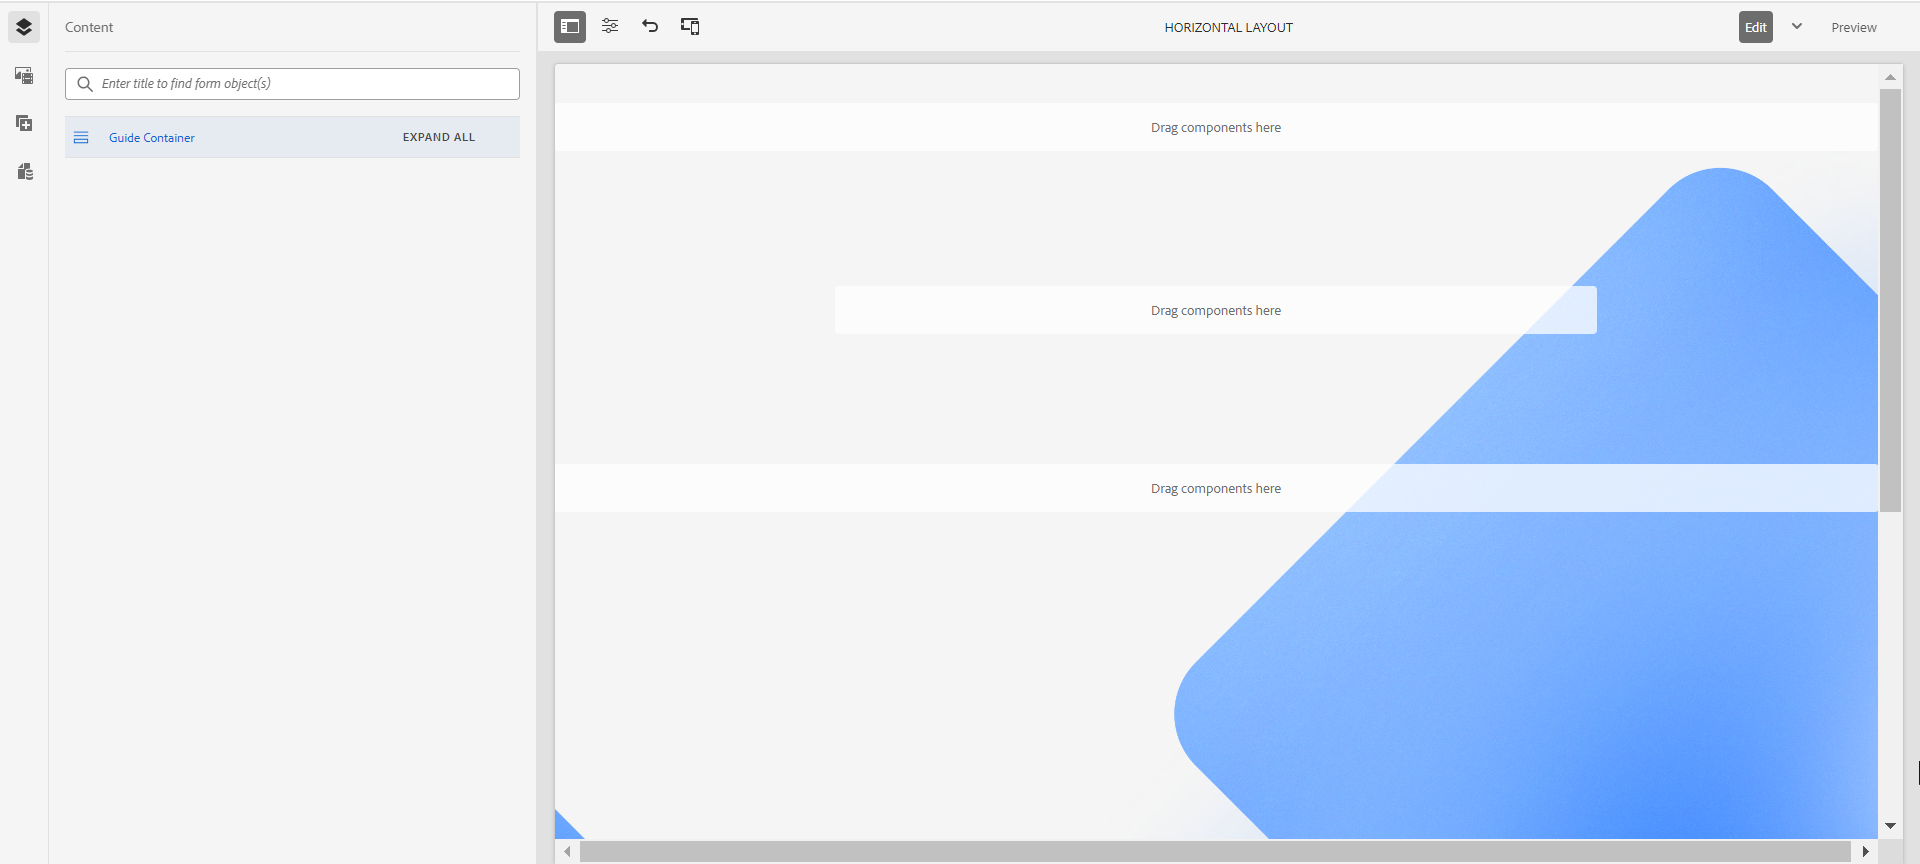 Content
HORIZONTAL LAYOUT
Edit
Preview
Enter title to find form object(s)
Guide Container
EXPAND ALL
Drag components here
Drag components here
Drag components here